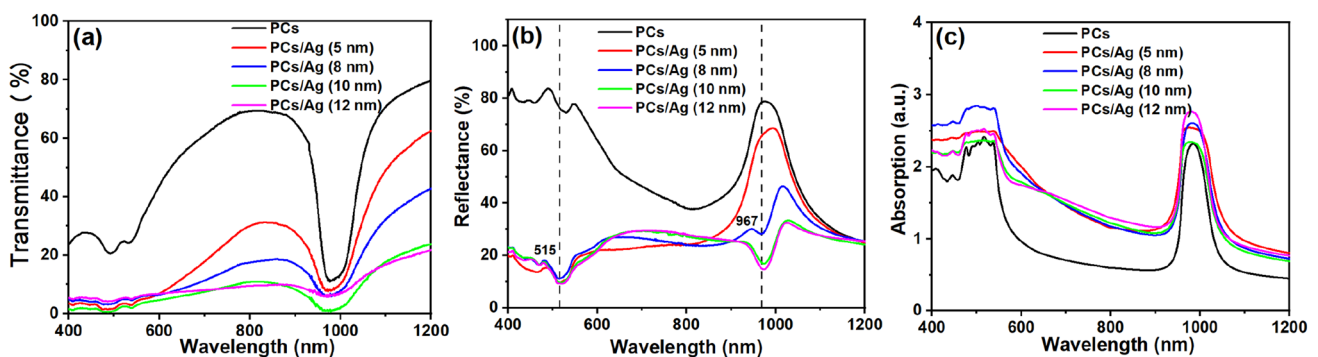 (a)
PCs
PCs/Ag (5 nm)
PCs/Ag (8 nm)
PCs/Ag (10 nm)
PCs/Ag (12 nm)
Transmittance ( %)
100
80
60
40
20
0
400 600 800 1000 1200
Wavelength (nm)
(b)
PCs
PCs/Ag (5 nm)
PCs/Ag (8 nm)
PCs/Ag (10 nm)
PCs/Ag (12 nm)
515
967
Reflectance (%)
100
80
60
40
20
0
400 600 800 1000 1200
Wavelength (nm)
(c)
PCs
PCs/Ag (5 nm)
PCs/Ag (8 nm)
PCs/Ag (10 nm)
PCs/Ag (12 nm)
Absorption (a.u.)
4
3
2
1
0
400 600 800 1000 1200
Wavelength (nm)